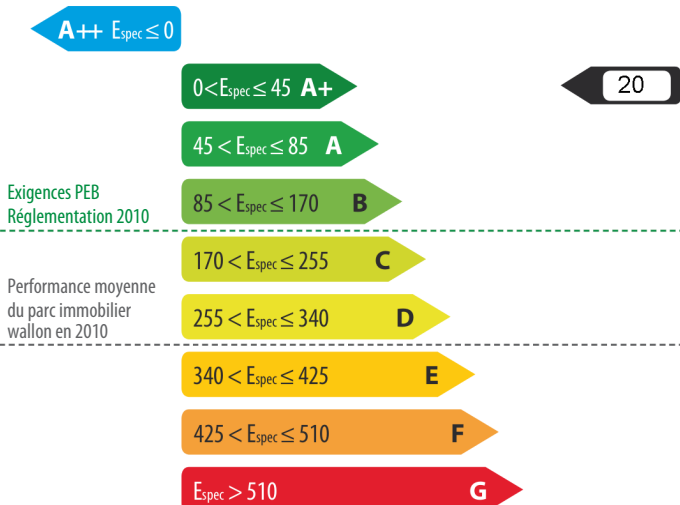 A++ Espec ≤ 0
0<Espec ≤ 45 A+
20
45 < Espec ≤ 85 A
Exigences PEB
Réglementation 2010
85 < Espec ≤ 170 B
170 < Espec ≤ 255 C
Performance moyenne
du parc immobilier
wallon en 2010
255 < Espec ≤ 340 D
340 < Espec ≤ 425 E
425 < Espec ≤ 510 F
Espec > 510 G